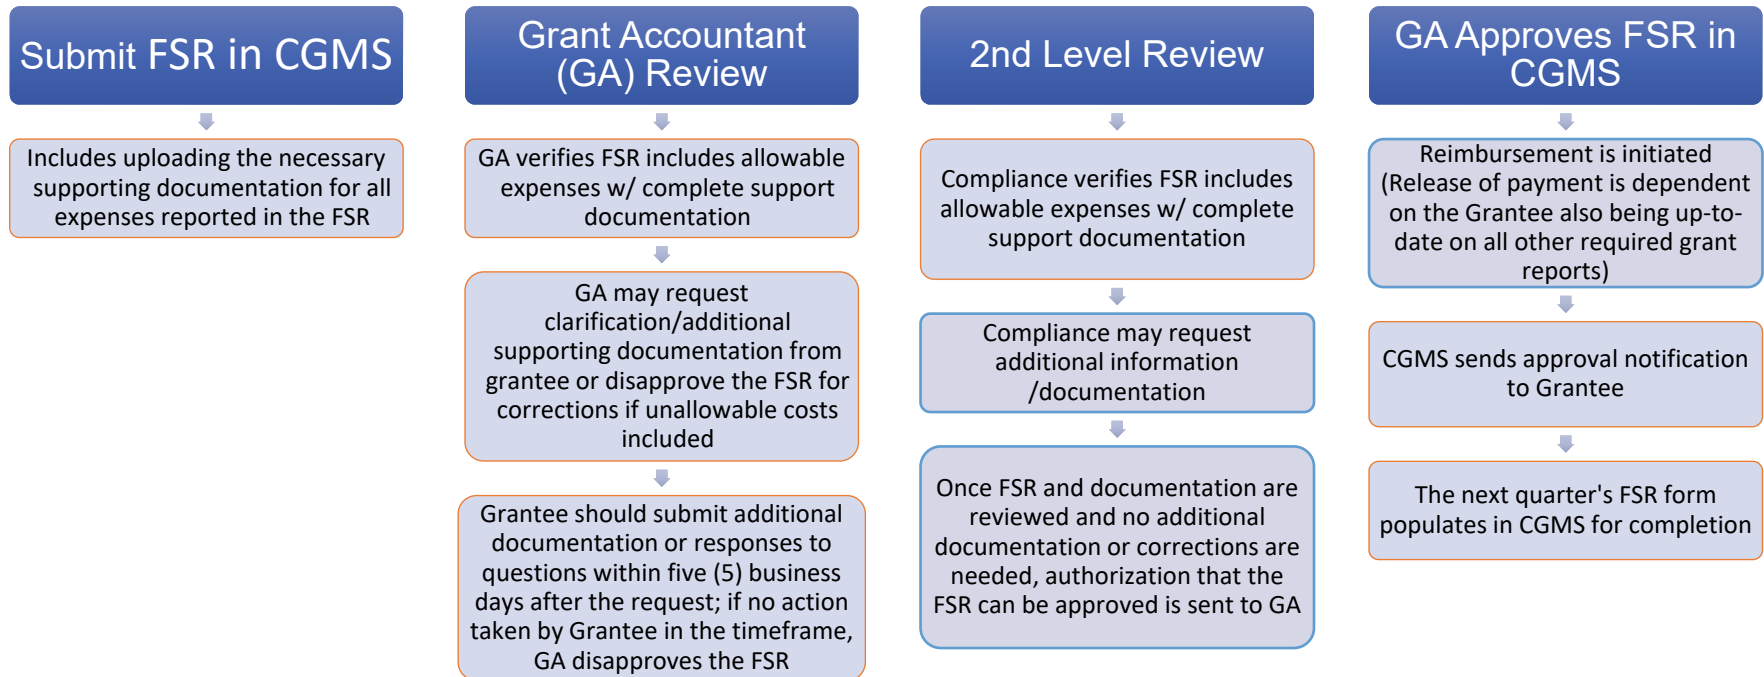 Submit FSR in CGMS
Includes uploading the necessary
supporting documentation for all
expenses reported in the FSR
Grant Accountant
(GA) Review
GA verifies FSR includes allowable
expenses w/ complete support
documentation
GA may request
clarification/additional
supporting documentation from
grantee or disapprove the FSR for
corrections if unallowable costs
included
Grantee should submit additional
documentation or responses to
questions within five (5) business
days after the request; if no action
taken by Grantee in the timeframe,
GA disapproves the FSR
2nd Level Review
Compliance verifies FSR includes
allowable expenses w/ complete
support documentation
Compliance may request
additional information
/documentation
Once FSR and documentation are
reviewed and no additional
documentation or corrections are
needed, authorization that the
FSR can be approved is sent to GA
GA Approves FSR in
CGMS
Reimbursement is initiated
(Release of payment is dependent
on the Grantee also being up-to-
date on all other required grant
reports)
CGMS sends approval notification
to Grantee
The next quarter's FSR form
populates in CGMS for completion